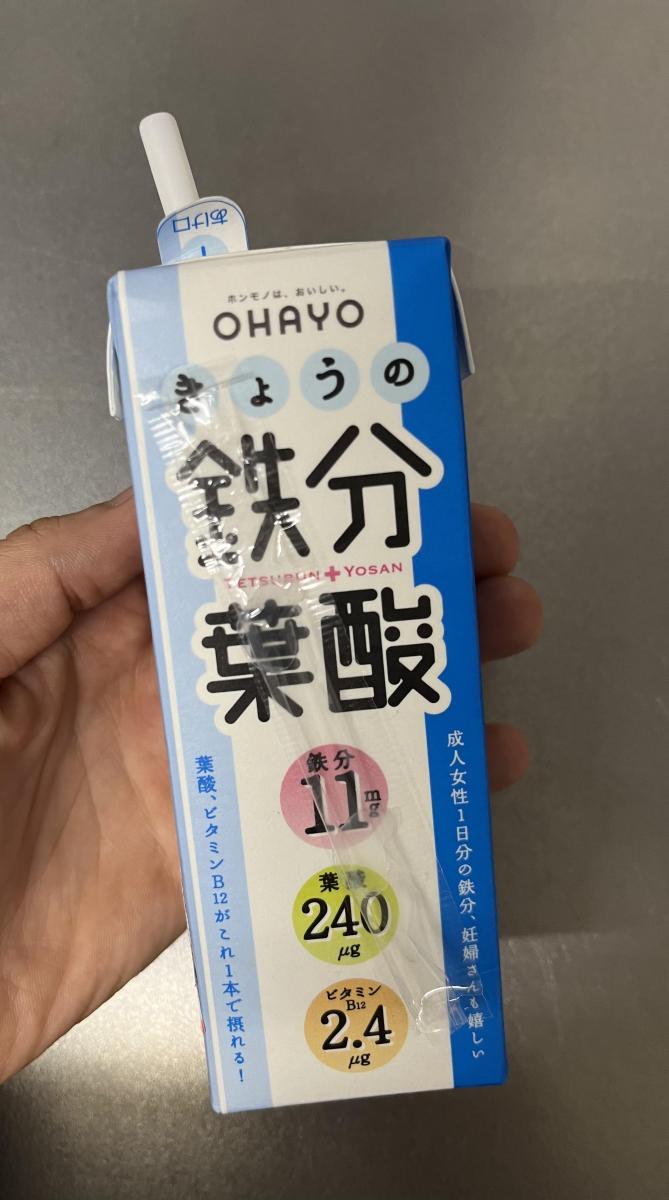 あけ口
ホンモノは、おいしい。
OHAYO
きょうの
鉄分
TETSUBUN+YOSAN
葉酸
鉄分
11mg
葉酸
240
μg
ビタミン
B12
2.4
μg
成人女性1日分の鉄分、妊婦さんも嬉しい
葉酸、ビタミンB12がこれ1本で摂れる!